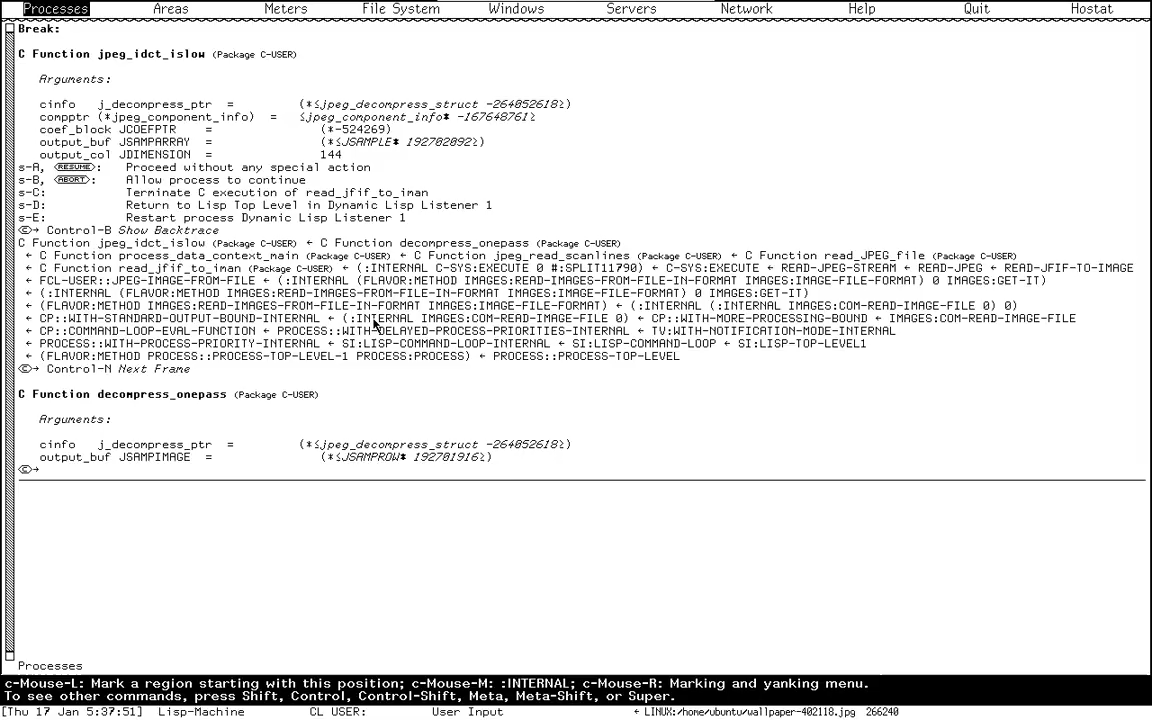 Processes Areas Meters File System Windows Servers Network Help Quit Hostat
Break:
C Function jpeg_idct_islow (Package C-USER)
Arguments:
cinfo j_decompress_ptr = (*≤jpeg_decompress_struct -264052618≥)
compptr (*jpeg_component_info) = ≤jpeg_component_info* -167648761≥
coef_block JCOEFPTR = (*-524269)
output_buf JSAMPARRAY = (*≤JSAMPLE* 192702092≥)
output_col JDIMENSION = 144
s-A, RESUME: Proceed without any special action
s-B, ABORT: Allow process to continue
s-C: Terminate C execution of read_jfif_to_iman
s-D: Return to Lisp Top Level in Dynamic Lisp Listener 1
s-E: Restart process Dynamic Lisp Listener 1
C→ Control-B Show Backtrace
C Function jpeg_idct_islow (Package C-USER) ← C Function decompress_onepass (Package C-USER)
← C Function process_data_context_main (Package C-USER) ← C Function jpeg_read_scanlines (Package C-USER) ← C Function read_JPEG_file (Package C-USER)
← C Function read_jfif_to_iman (Package C-USER) ← (:INTERNAL C-SYS:EXECUTE 0 #:SPLIT11790) ← C-SYS:EXECUTE ← READ-JPEG-STREAM ← READ-JPEG ← READ-JFIF-TO-IMAGE
← FCL-USER::JPEG-IMAGE-FROM-FILE ← (:INTERNAL (FLAVOR:METHOD IMAGES:READ-IMAGES-FROM-FILE-IN-FORMAT IMAGES:IMAGE-FILE-FORMAT) 0 IMAGES:GET-IT)
← (:INTERNAL (FLAVOR:METHOD IMAGES:READ-IMAGES-FROM-FILE-IN-FORMAT IMAGES:IMAGE-FILE-FORMAT) 0 IMAGES:GET-IT)
← (FLAVOR:METHOD IMAGES:READ-IMAGES-FROM-FILE-IN-FORMAT IMAGES:IMAGE-FILE-FORMAT) ← (:INTERNAL (:INTERNAL IMAGES:COM-READ-IMAGE-FILE 0) 0)
← CP::WITH-STANDARD-OUTPUT-BOUND-INTERNAL ← (:INTERNAL IMAGES:COM-READ-IMAGE-FILE 0) ← CP::WITH-MORE-PROCESSING-BOUND ← IMAGES:COM-READ-IMAGE-FILE
← CP::COMMAND-LOOP-EVAL-FUNCTION ← PROCESS::WITH-DELAYED-PROCESS-PRIORITIES-INTERNAL ← TV:WITH-NOTIFICATION-MODE-INTERNAL
← PROCESS::WITH-PROCESS-PRIORITY-INTERNAL ← SI:LISP-COMMAND-LOOP-INTERNAL ← SI:LISP-COMMAND-LOOP ← SI:LISP-TOP-LEVEL1
← (FLAVOR:METHOD PROCESS::PROCESS-TOP-LEVEL-1 PROCESS:PROCESS) ← PROCESS::PROCESS-TOP-LEVEL
C→ Control-N Next Frame
C Function decompress_onepass (Package C-USER)
Arguments:
cinfo j_decompress_ptr = (*≤jpeg_decompress_struct -264052618≥)
output_buf JSAMPIMAGE = (*≤JSAMPROW* 192701916≥)
C→
Processes
c-Mouse-L: Mark a region starting with this position; c-Mouse-M: :INTERNAL; c-Mouse-R: Marking and yanking menu.
To see other commands, press Shift, Control, Control-Shift, Meta, Meta-Shift, or Super.
[Thu 17 Jan 5:37:51] Lisp-Machine CL USER: User Input ← LINUX:/home/ubuntu/wallpaper-402118.jpg 266240